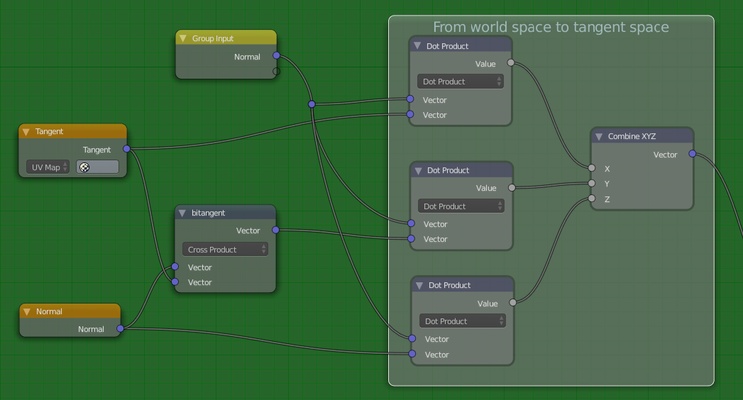 From world space to tangent space
Group Input
Normal
Dot Product
Value
Dot Product
Vector
Vector
Tangent
Tangent
UV Map
Combine XYZ
Vector
X
Y
Z
Dot Product
Value
Dot Product
Vector
Vector
bitangent
Vector
Cross Product
Vector
Vector
Dot Product
Value
Dot Product
Vector
Vector
Normal
Normal